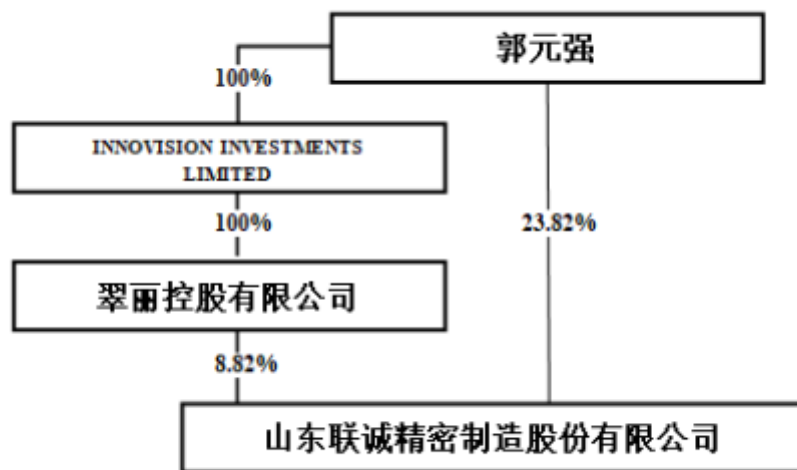 郭元强
100%
INNOVISION INVESTMENTS
LIMITED
100%
23.82%
翠丽控股有限公司
8.82%
山东联诚精密制造股份有限公司